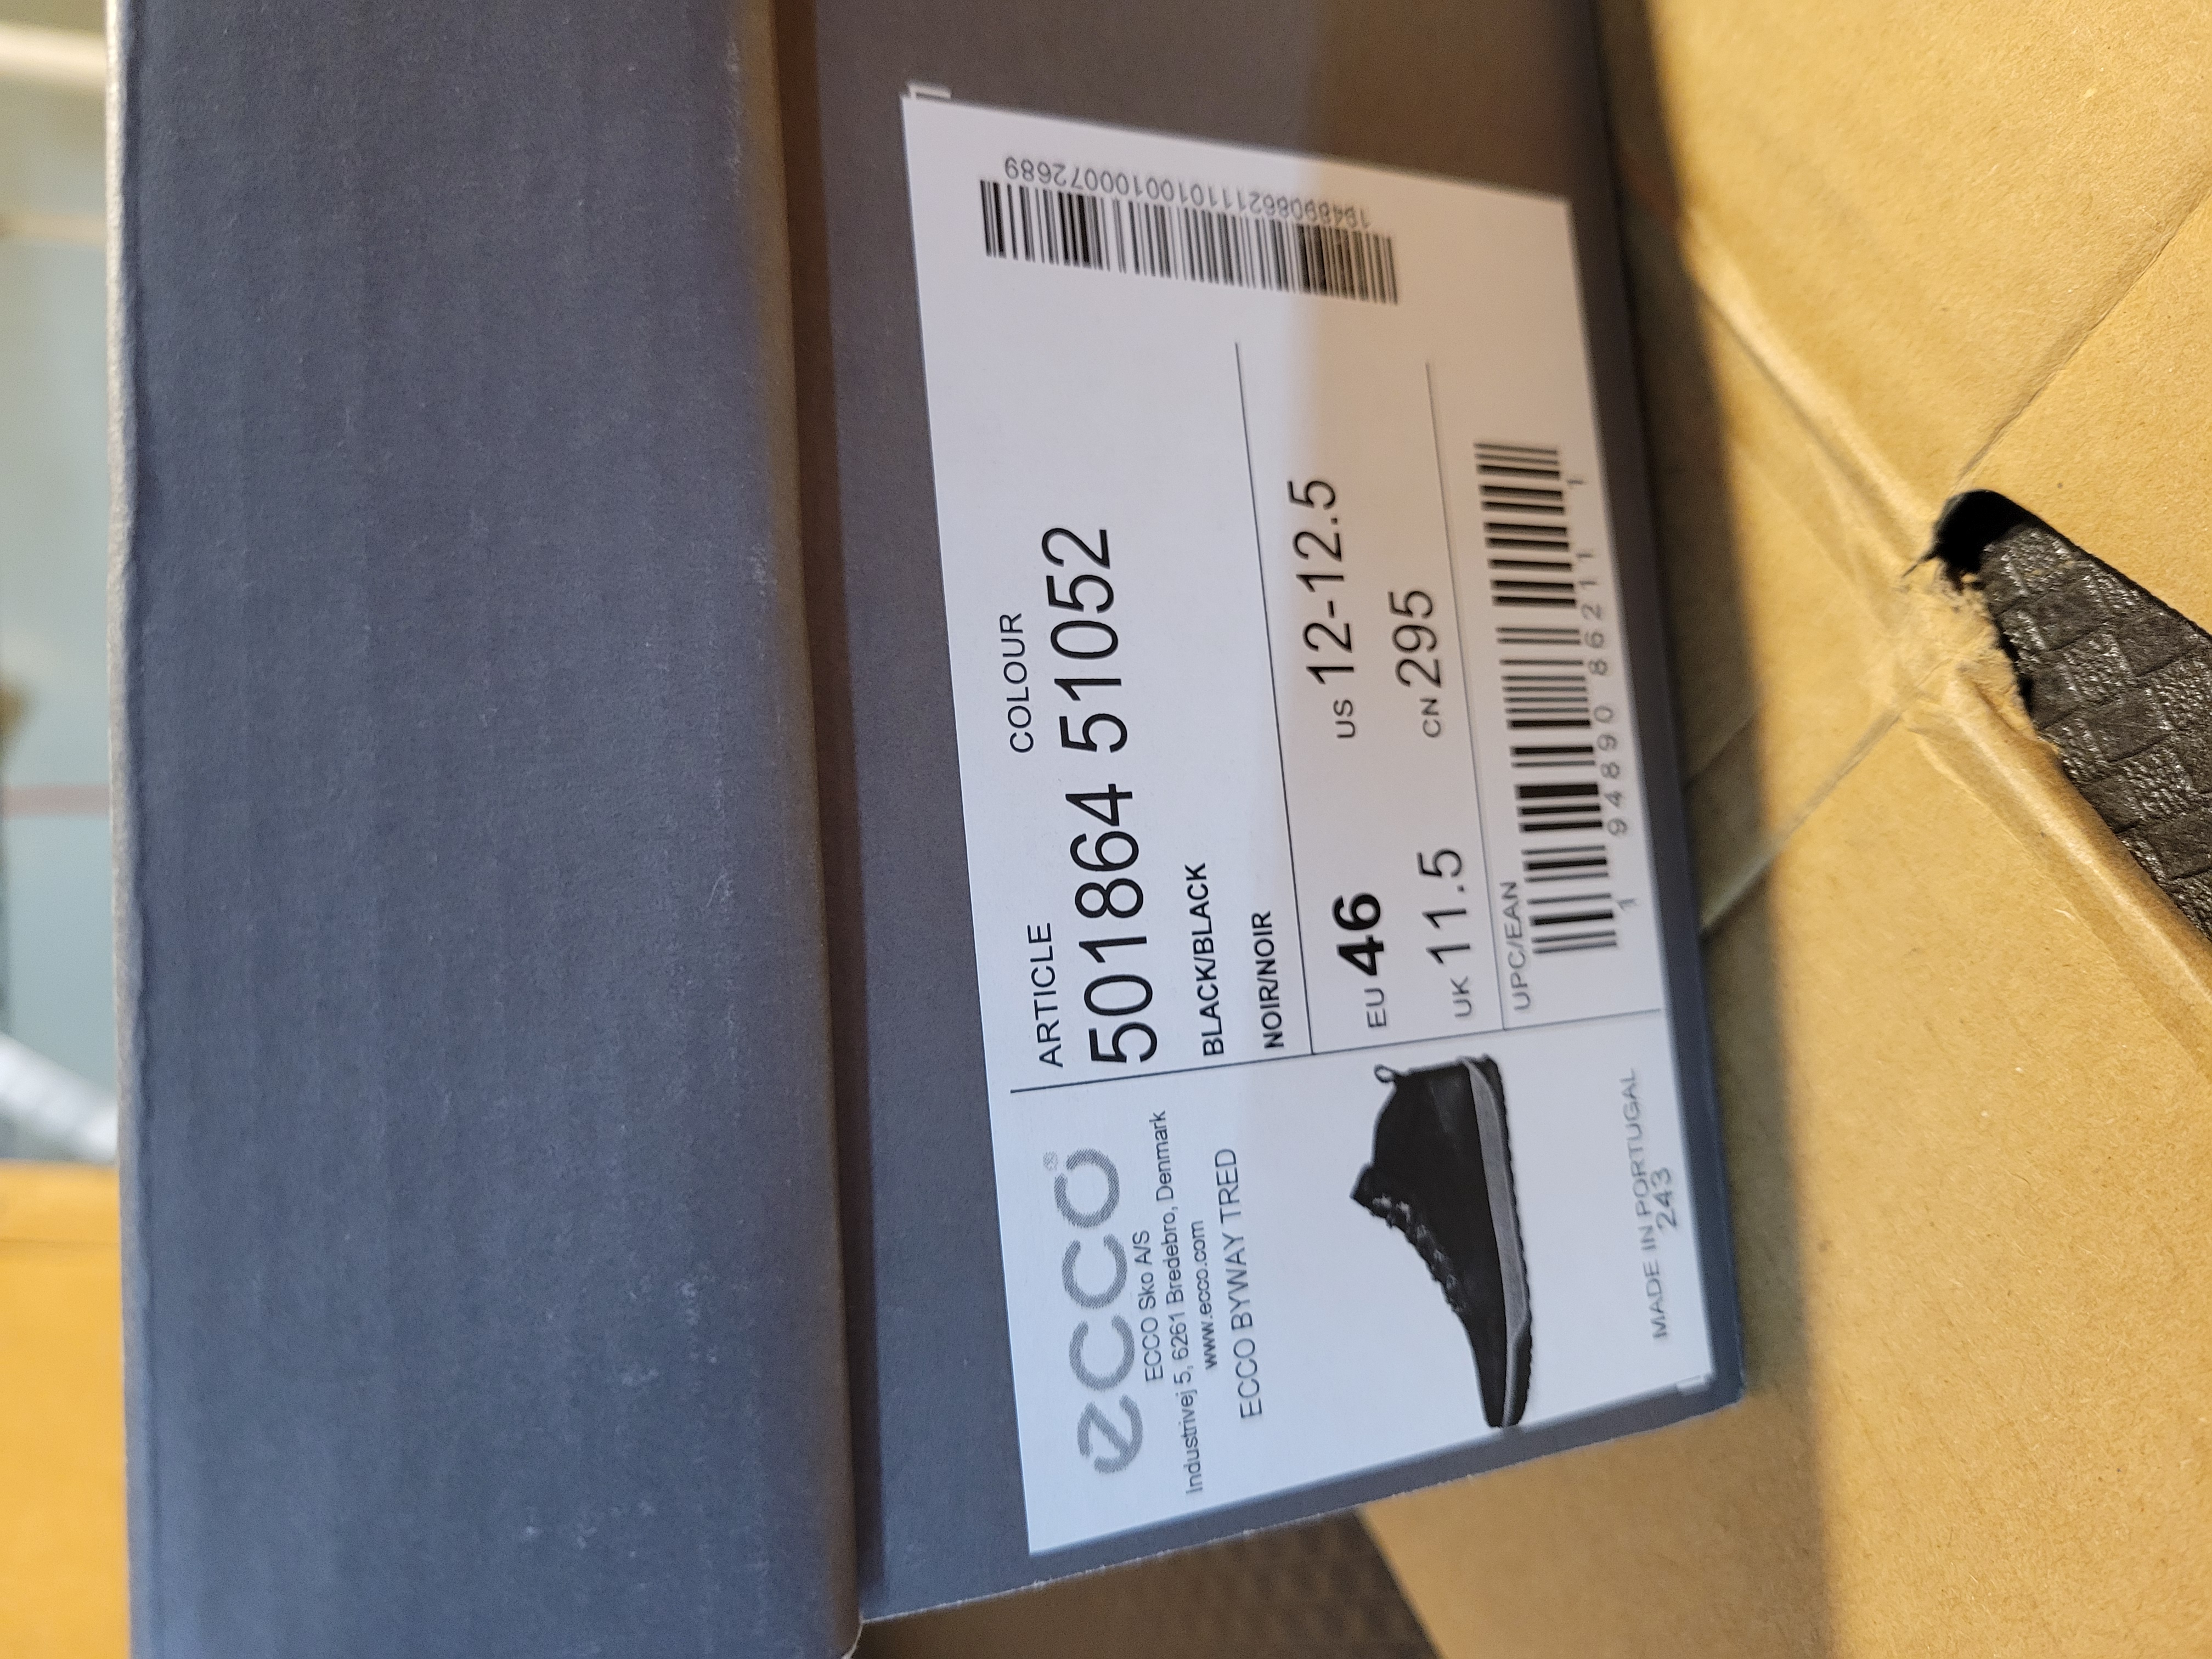 ecco®
ECCO Sko A/S
Industrivej 5, 6261 Bredebro, Denmark
www.ecco.com
ECCO BYWAY TRED
MADE IN PORTUGAL
243
ARTICLE COLOUR
501864 51052
BLACK/BLACK
NOIR/NOIR
EU 46 US 12-12.5
UK 11.5 CN 295
UPC/EAN
1 94890 86211 1
19489086211101001000072689